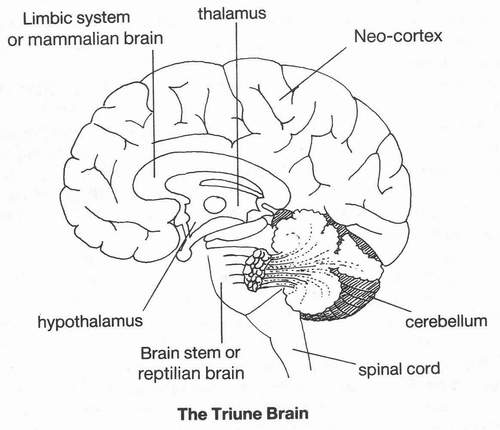 Limbic system
or mammalian brain
thalamus
Neo-cortex
hypothalamus
cerebellum
Brain stem or
reptilian brain
spinal cord
The Triune Brain